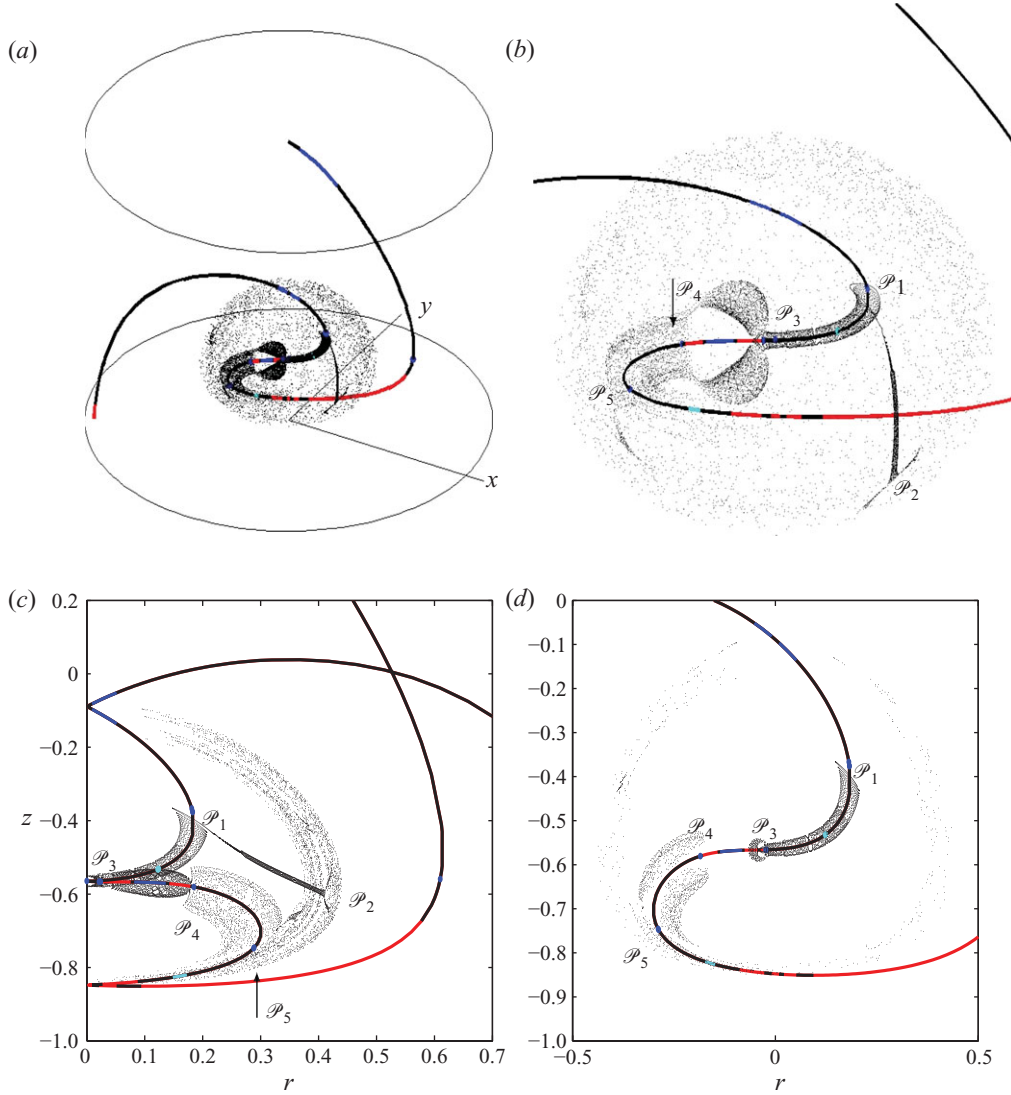 (a)
y
x
(b)
𝒫1
𝒫4
𝒫3
𝒫5
𝒫2
(c)
0.2
0
−0.2
z
−0.4
−0.6
−0.8
−1.0
0
0.1
0.2
0.3
0.4
0.5
0.6
0.7
r
𝒫1
𝒫3
𝒫2
𝒫4
𝒫5
(d)
0
−0.1
−0.2
−0.3
−0.4
−0.5
−0.6
−0.7
−0.8
−0.9
−1.0
−0.5
0
0.5
r
𝒫1
𝒫4
𝒫3
𝒫5